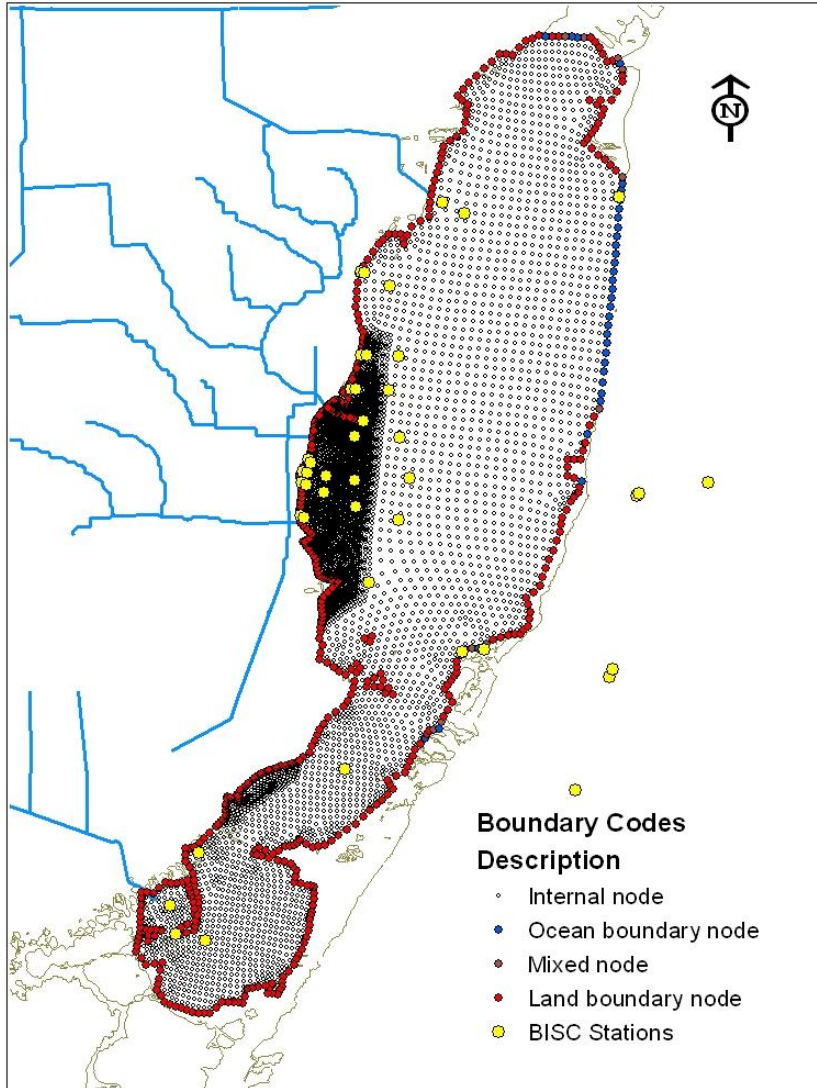 N
Boundary Codes
Description
Internal node
Ocean boundary node
Mixed node
Land boundary node
BISC Stations